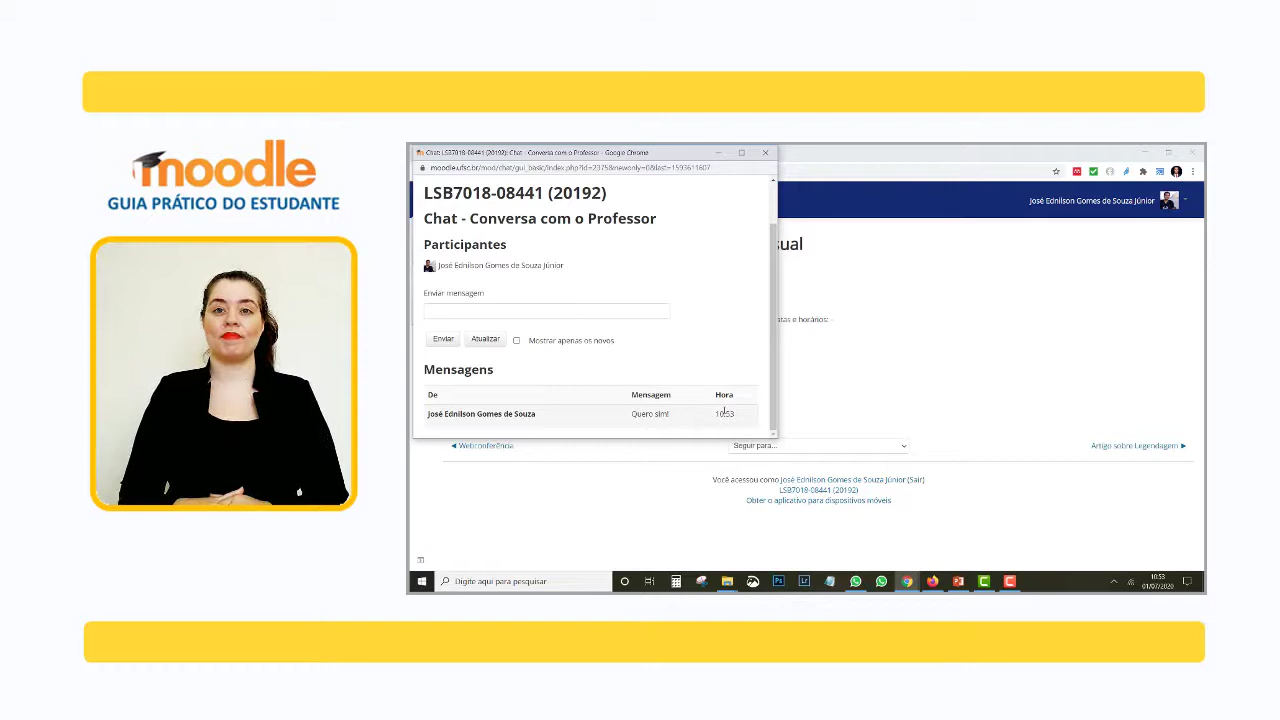 moodle
GUIA PRÁTICO DO ESTUDANTE
Chat: LSB7018-08441 (20192): Chat - Conversa com o Professor - Google Chrome
moodle.ufsc.br/mod/chat/gui_basic/index.php?id=2375&newonly=0&last=1593611607
LSB7018-08441 (20192)
Chat - Conversa com o Professor
Participantes
José Ednilson Gomes de Souza Júnior
Enviar mensagem
Enviar Atualizar Mostrar apenas os novos
Mensagens
De Mensagem Hora
José Ednilson Gomes de Souza Quero sim! 10:53
José Ednilson Gomes de Souza Júnior
sual
atas e horários: -
◄ Webconferência Seguir para... Artigo sobre Legendagem ►
Você acessou como José Ednilson Gomes de Souza Júnior (Sair)
LSB7018-08441 (20192)
Obter o aplicativo para dispositivos móveis
Digite aqui para pesquisar
Ps Lr
10:53
01/07/2020